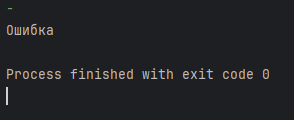 -
Ошибка
Process finished with exit code 0